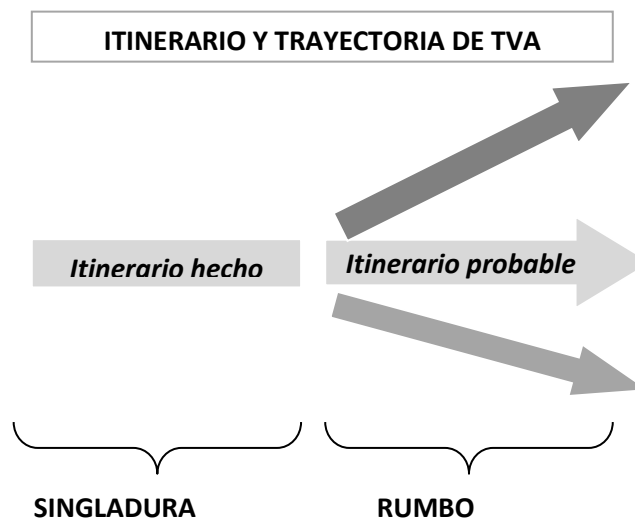 ITINERARIO Y TRAYECTORIA DE TVA
Itinerario hecho
Itinerario probable
SINGLADURA
RUMBO